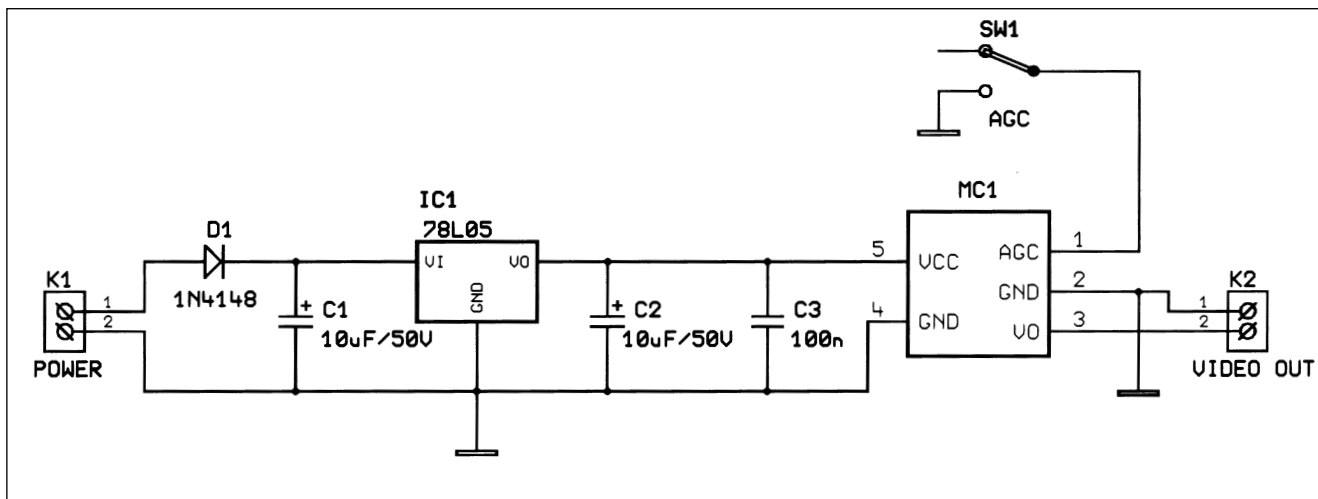 SW1
AGC
MC1
IC1
78L05
D1
1N4148
VI
VO
GND
K1
1
2
POWER
+
C1
10uF/50V
+
C2
10uF/50V
C3
100n
5
VCC
4
GND
AGC
1
GND
2
VO
3
K2
1
2
VIDEO OUT